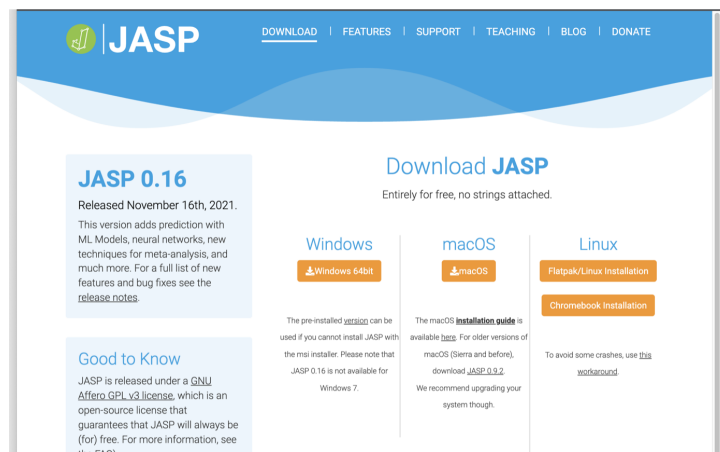 JASP
DOWNLOAD | FEATURES | SUPPORT | TEACHING | BLOG | DONATE
JASP 0.16
Released November 16th, 2021.
This version adds prediction with
ML Models, neural networks, new
techniques for meta-analysis, and
much more. For a full list of new
features and bug fixes see the
release notes.
Good to Know
JASP is released under a GNU
Affero GPL v3 license, which is an
open-source license that
guarantees that JASP will always be
(for) free. For more information, see
the FAQ
Download JASP
Entirely for free, no strings attached.
Windows
Windows 64bit
The pre-installed version can be
used if you cannot install JASP with
the msi installer. Please note that
JASP 0.16 is not available for
Windows 7.
macOS
macOS
The macOS installation guide is
available here. For older versions of
macOS (Sierra and before),
download JASP 0.9.2.
We recommend upgrading your
system though.
Linux
Flatpak/Linux Installation
Chromebook Installation
To avoid some crashes, use this
workaround.